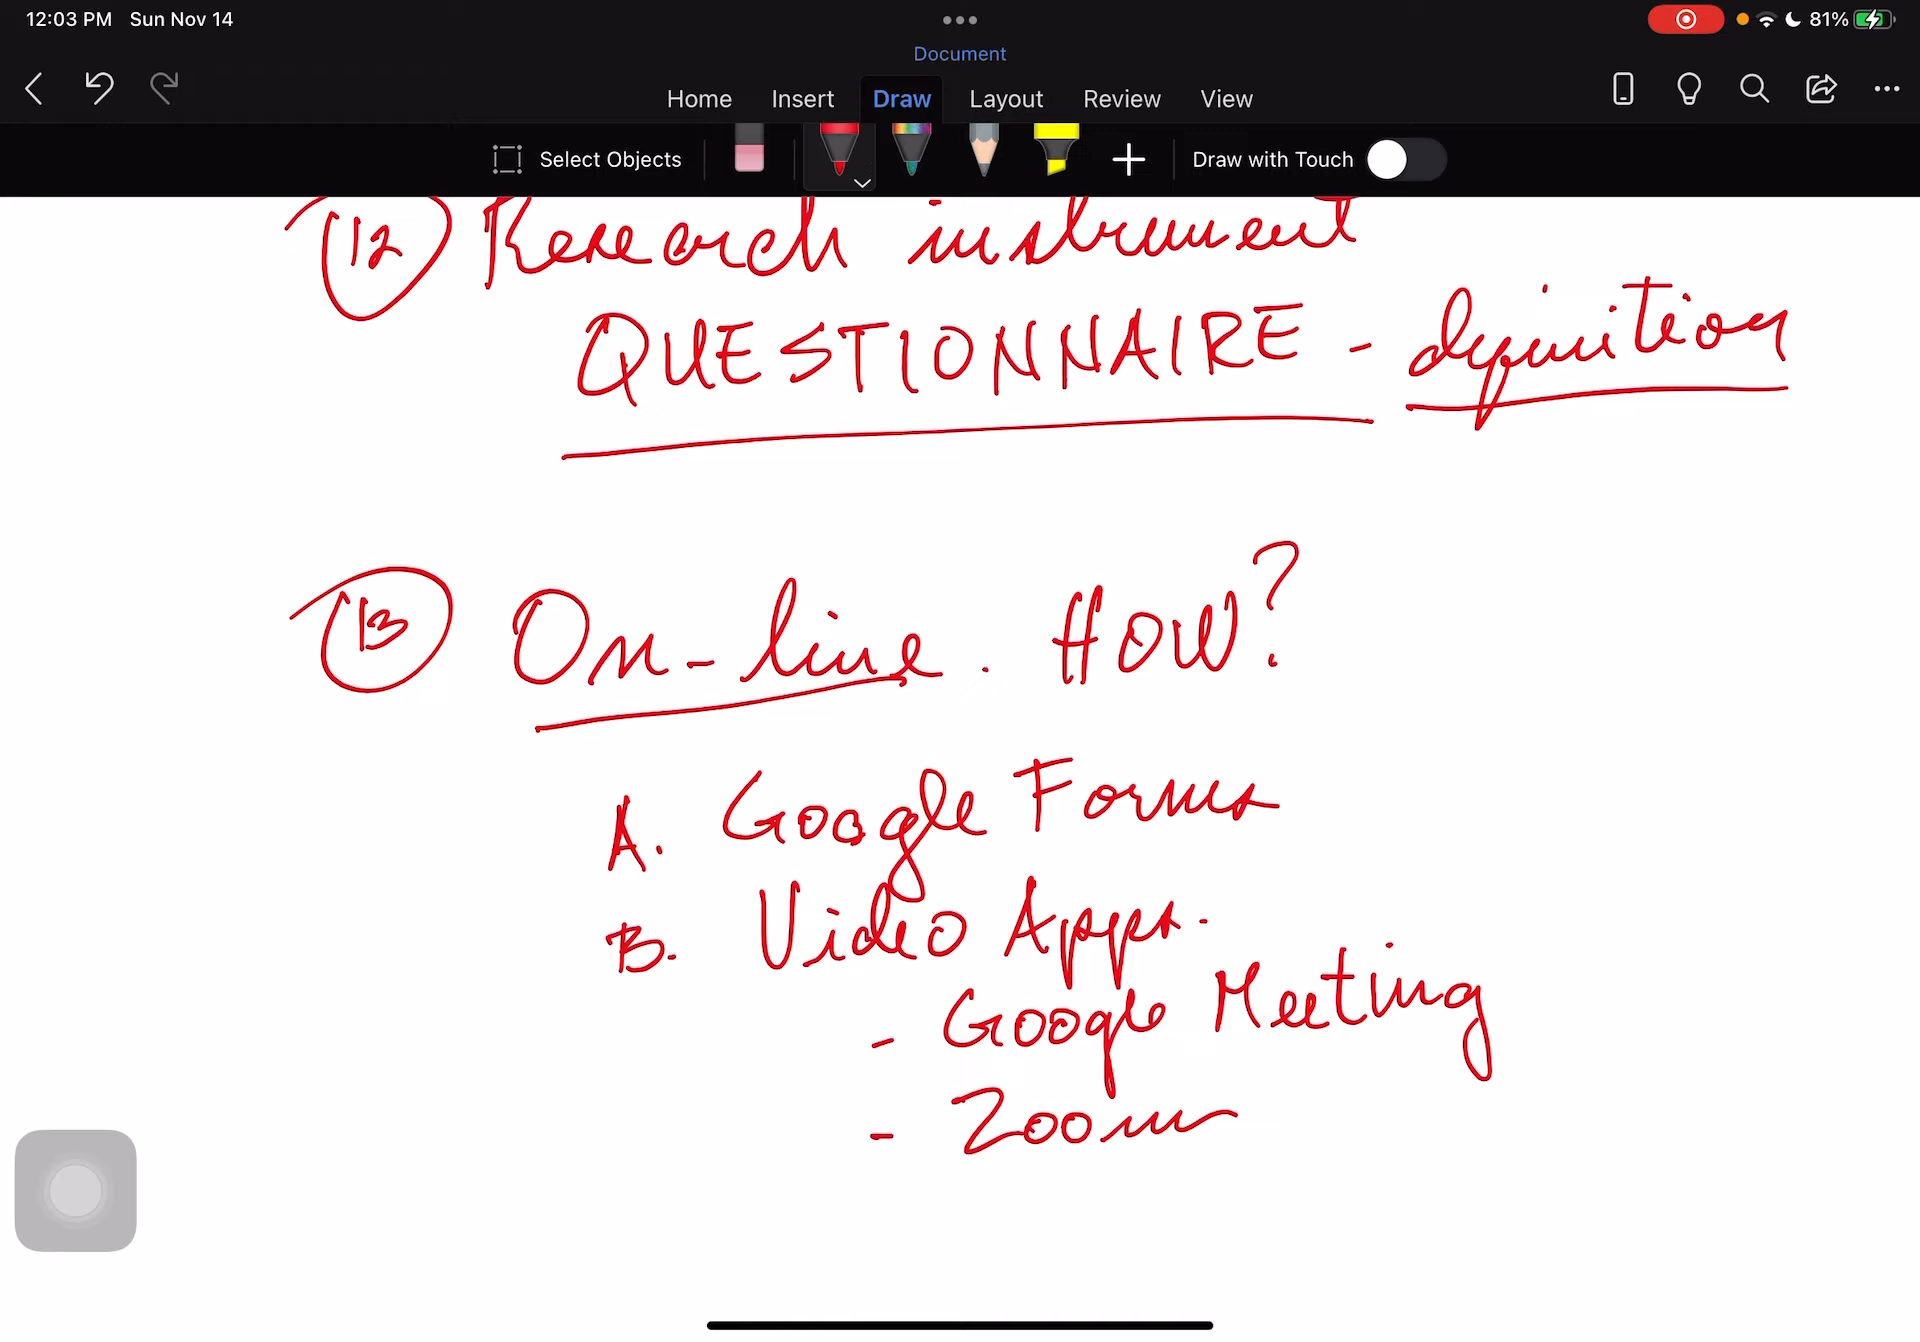 12:03 PM Sun Nov 14
81%
Document
Home Insert Draw Layout Review View
Select Objects
Draw with Touch
12 Research instrument
QUESTIONNAIRE - definition
13 On-line. HOW?
A. Google Forms
B. Video Apps.
- Google Meeting
- Zoom